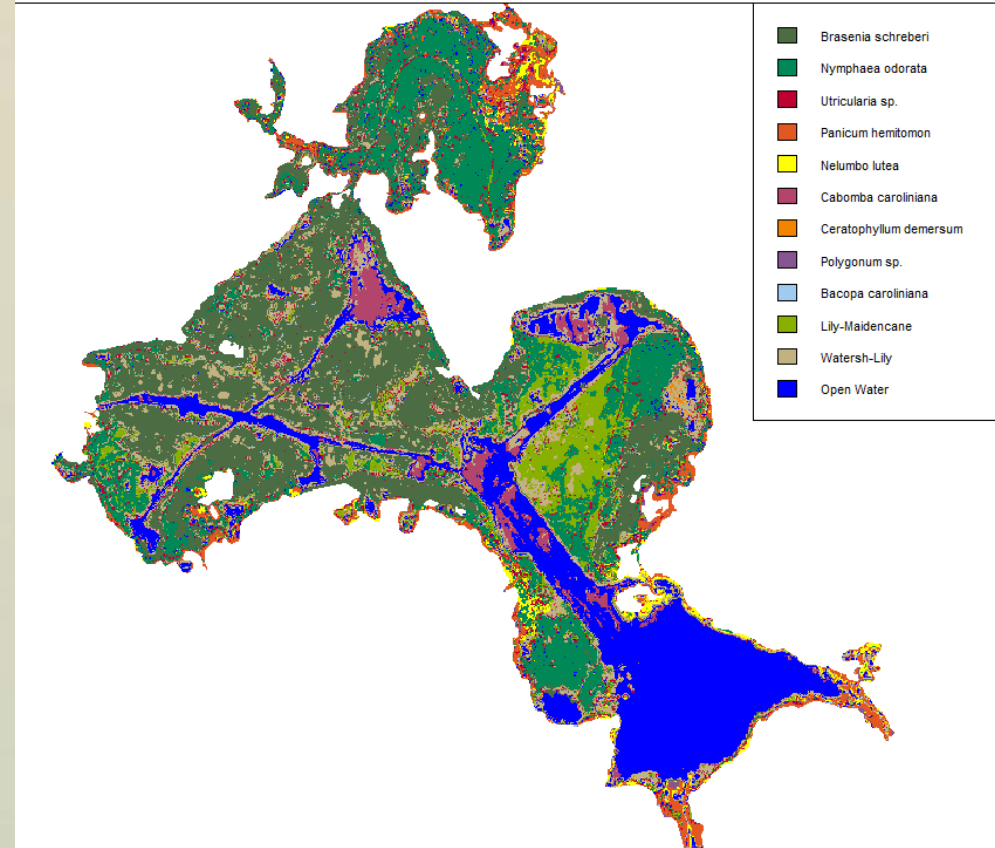 Brasenia schreberi
Nymphaea odorata
Utricularia sp.
Panicum hemitomon
Nelumbo lutea
Cabomba caroliniana
Ceratophyllum demersum
Polygonum sp.
Bacopa caroliniana
Lily-Maidencane
Watersh-Lily
Open Water